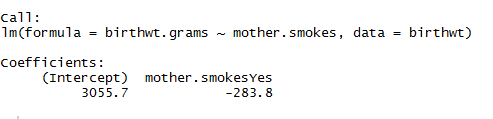 Call:
lm(formula = birthwt.grams ~ mother.smokes, data = birthwt)
Coefficients:
(Intercept) mother.smokesYes
3055.7 -283.8